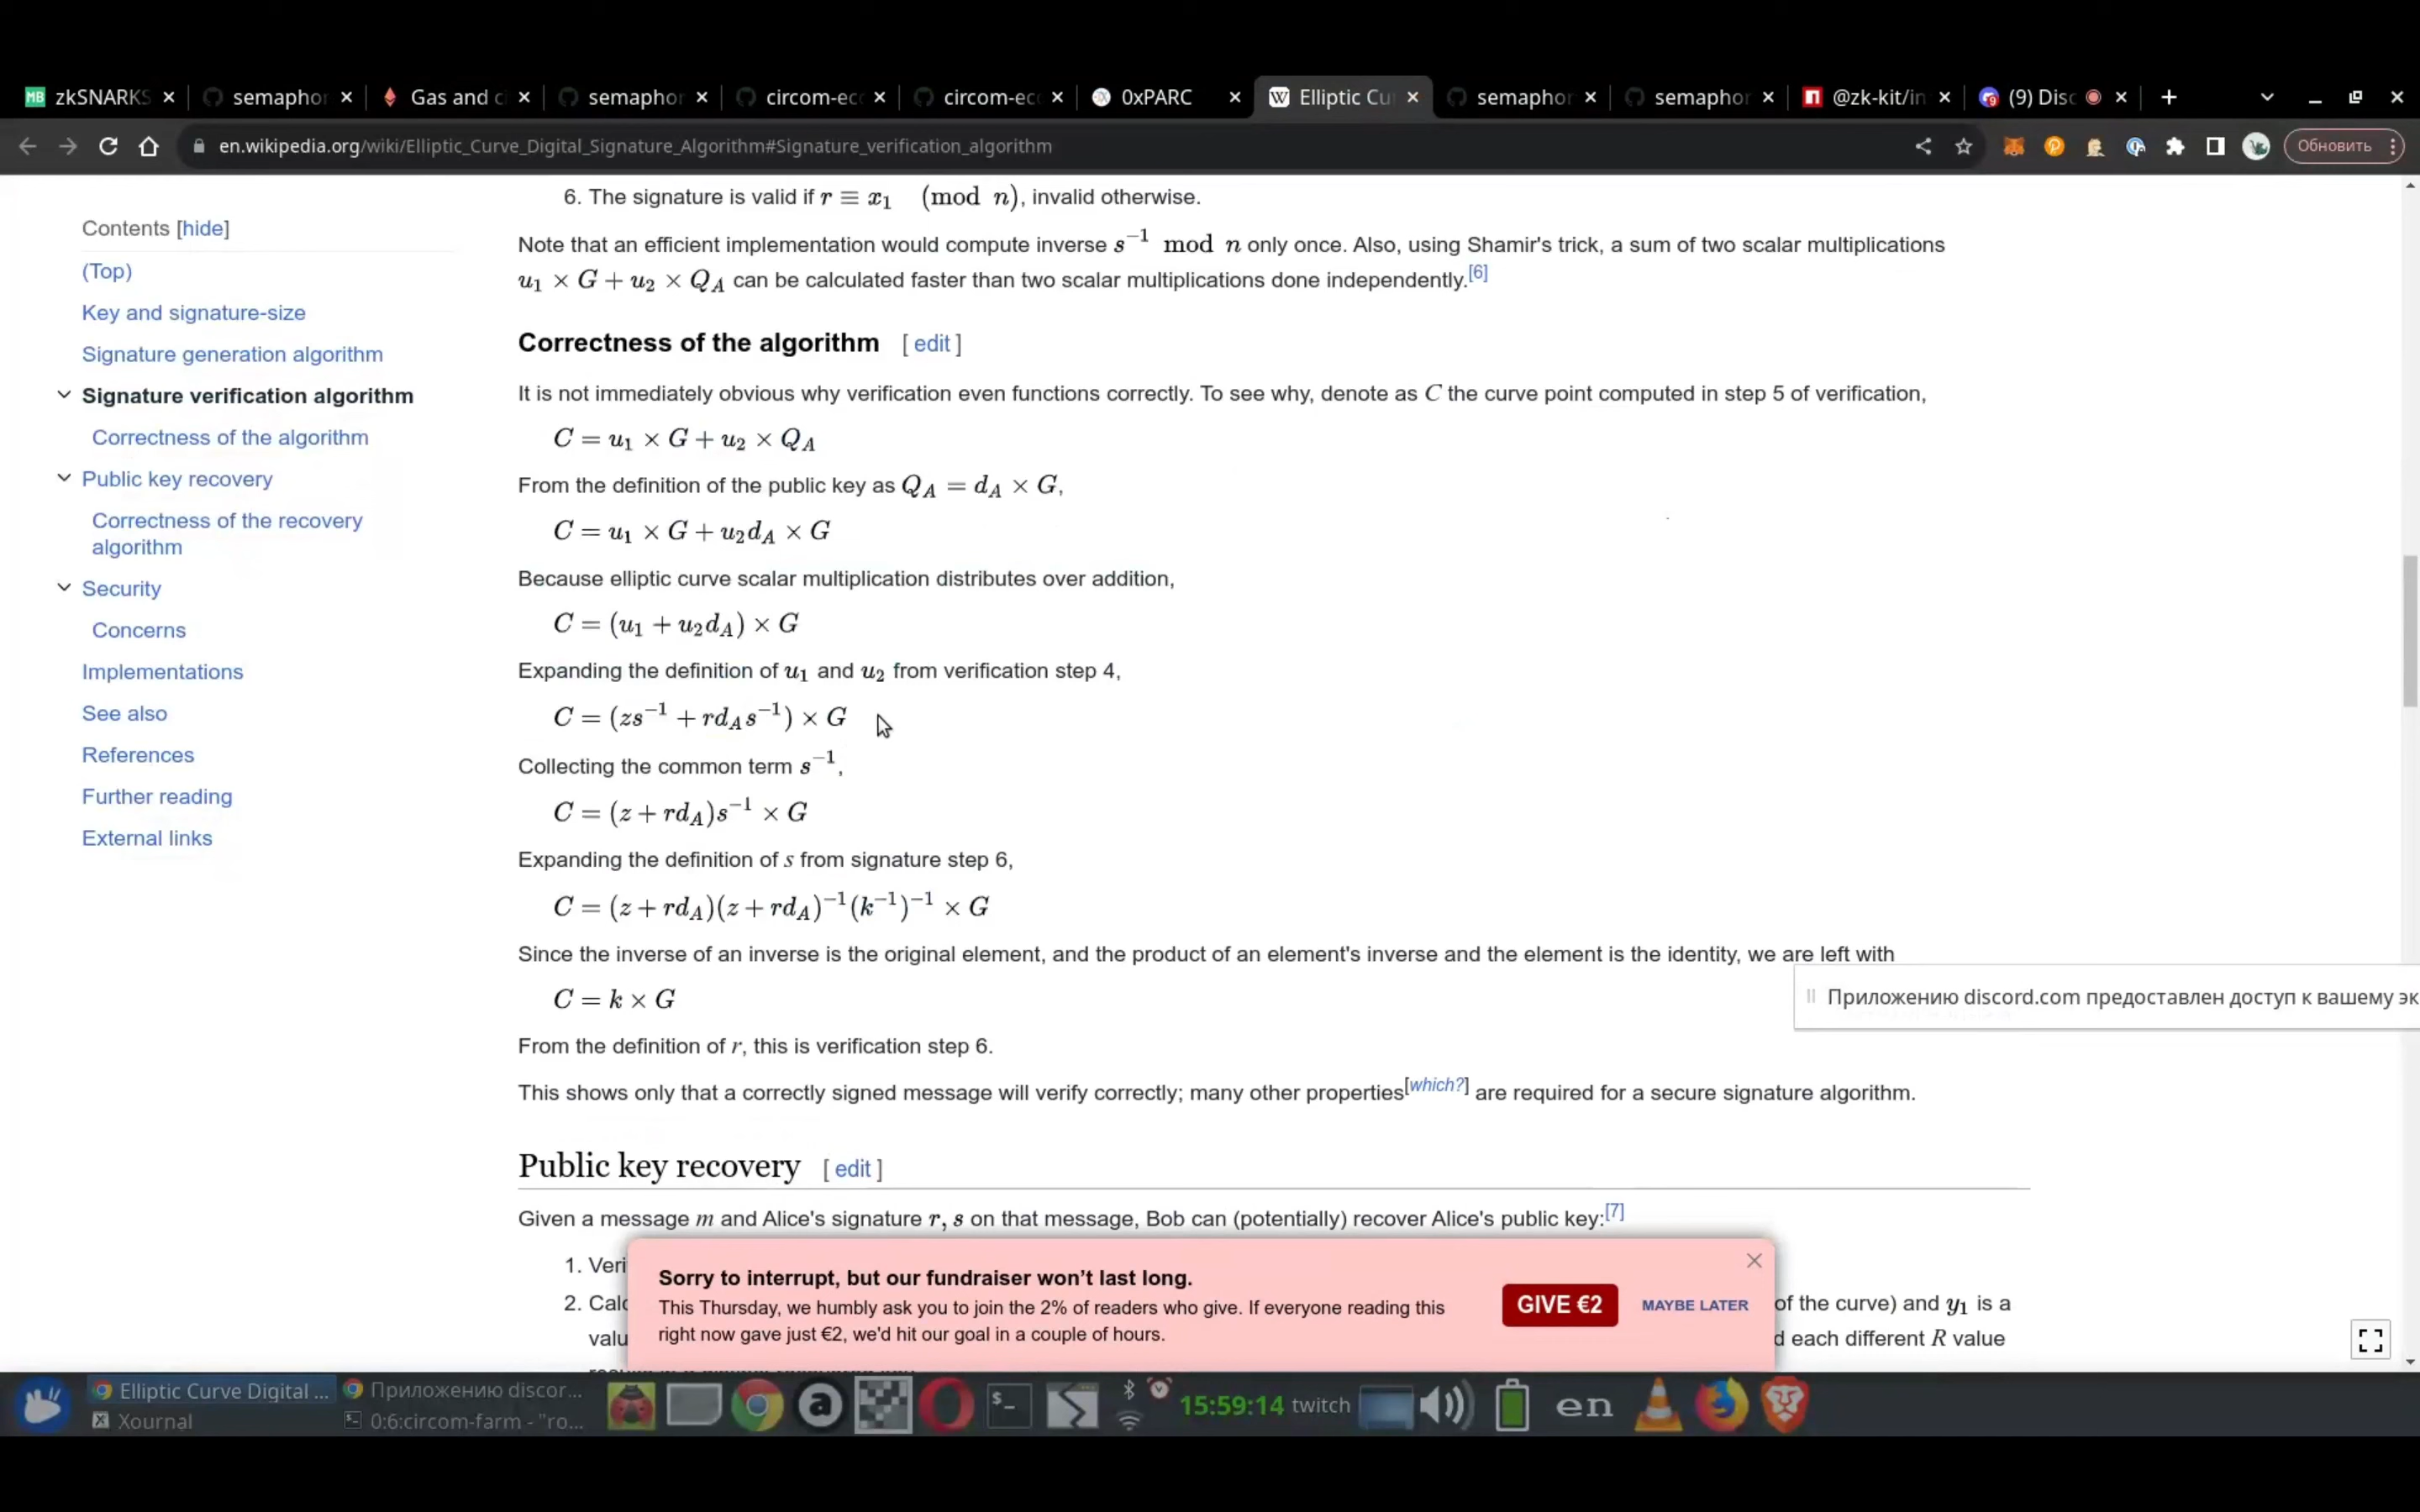 zkSNARKS semaphor Gas and c semaphor circom-ecc circom-ecc 0xPARC Elliptic Cu semaphor semaphor @zk-kit/in (9) Disc
en.wikipedia.org/wiki/Elliptic_Curve_Digital_Signature_Algorithm#Signature_verification_algorithm Обновить
Contents [hide]
(Top)
Key and signature-size
Signature generation algorithm
Signature verification algorithm
Correctness of the algorithm
Public key recovery
Correctness of the recovery
algorithm
Security
Concerns
Implementations
See also
References
Further reading
External links
6. The signature is valid if r ≡ x₁ (mod n), invalid otherwise.
Note that an efficient implementation would compute inverse s⁻¹ mod n only once. Also, using Shamir's trick, a sum of two scalar multiplications
u₁ × G + u₂ × Q_A can be calculated faster than two scalar multiplications done independently.[6]
Correctness of the algorithm [ edit ]
It is not immediately obvious why verification even functions correctly. To see why, denote as C the curve point computed in step 5 of verification,
C = u₁ × G + u₂ × Q_A
From the definition of the public key as Q_A = d_A × G,
C = u₁ × G + u₂d_A × G
Because elliptic curve scalar multiplication distributes over addition,
C = (u₁ + u₂d_A) × G
Expanding the definition of u₁ and u₂ from verification step 4,
C = (zs⁻¹ + rd_As⁻¹) × G
Collecting the common term s⁻¹,
C = (z + rd_A)s⁻¹ × G
Expanding the definition of s from signature step 6,
C = (z + rd_A)(z + rd_A)⁻¹(k⁻¹)⁻¹ × G
Since the inverse of an inverse is the original element, and the product of an element's inverse and the element is the identity, we are left with
C = k × G
From the definition of r, this is verification step 6.
This shows only that a correctly signed message will verify correctly; many other properties[which?] are required for a secure signature algorithm.
Приложению discord.com предоставлен доступ к вашему эк
Public key recovery [ edit ]
Given a message m and Alice's signature r, s on that message, Bob can (potentially) recover Alice's public key:[7]
1. Veri
2. Calc
of the curve) and y₁ is a
valu
d each different R value
Sorry to interrupt, but our fundraiser won't last long.
This Thursday, we humbly ask you to join the 2% of readers who give. If everyone reading this
right now gave just €2, we'd hit our goal in a couple of hours.
GIVE €2 MAYBE LATER
Elliptic Curve Digital ... Приложению discor...
Xournal 0:6:circom-farm - "ro...
15:59:14 twitch en